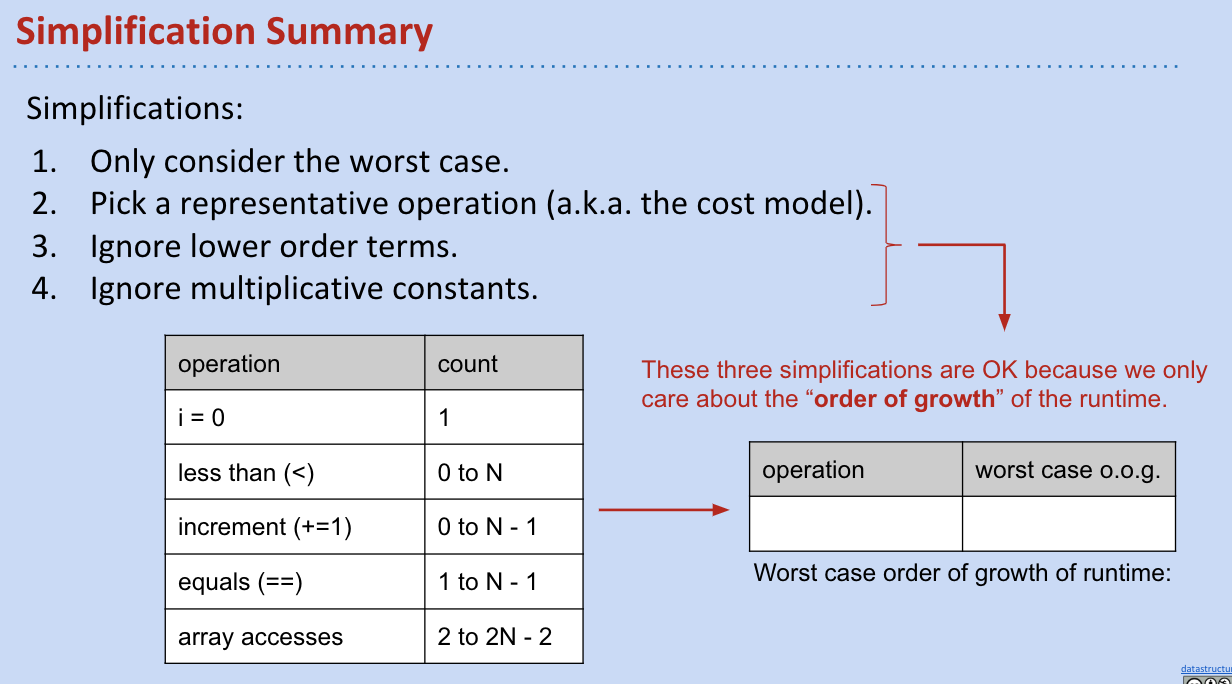 Simplification Summary
Simplifications:
1. Only consider the worst case.
2. Pick a representative operation (a.k.a. the cost model).
3. Ignore lower order terms.
4. Ignore multiplicative constants.
operation count
i = 0 1
less than (<) 0 to N
increment (+=1) 0 to N - 1
equals (==) 1 to N - 1
array accesses 2 to 2N - 2
These three simplifications are OK because we only
care about the “order of growth” of the runtime.
operation worst case o.o.g.
Worst case order of growth of runtime:
datastructur